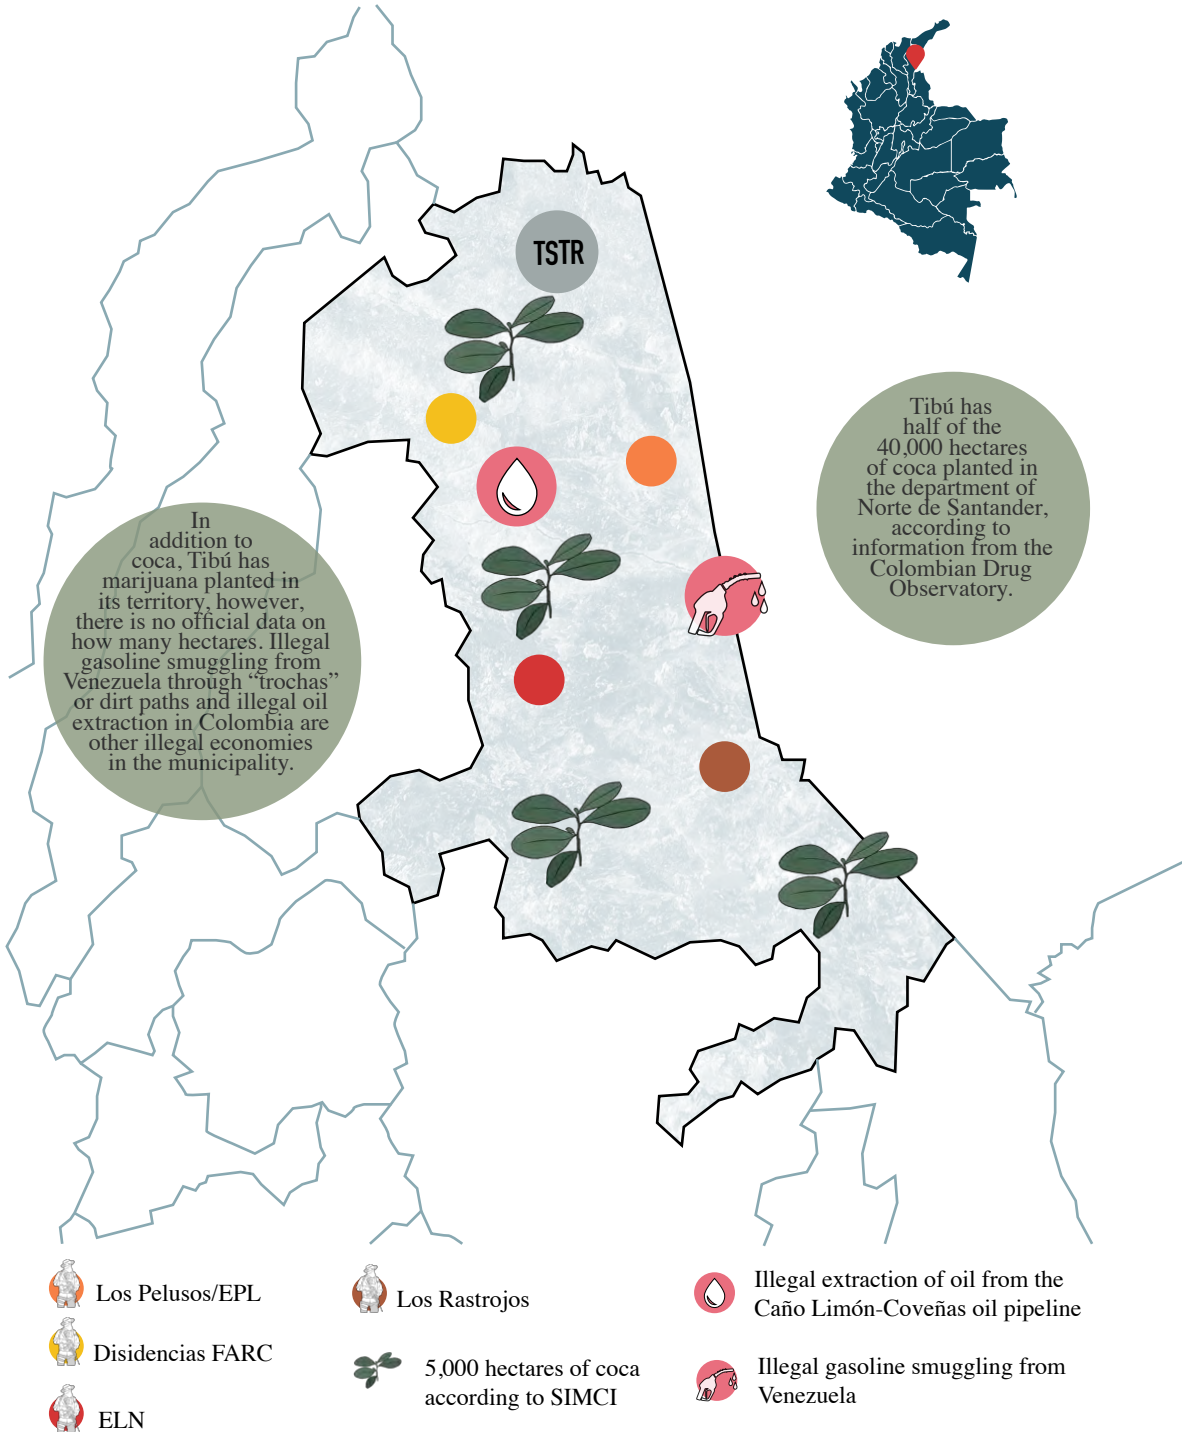 TSTR
Tibú has
half of the
40,000 hectares
of coca planted in
the department of
Norte de Santander,
according to
information from the
Colombian Drug
Observatory.
In
addition to
coca, Tibú has
marijuana planted in
its territory, however,
there is no official data on
how many hectares. Illegal
gasoline smuggling from
Venezuela through “trochas”
or dirt paths and illegal oil
extraction in Colombia are
other illegal economies
in the municipality.
Los Pelusos/EPL
Disidencias FARC
ELN
Los Rastrojos
5,000 hectares of coca
according to SIMCI
Illegal extraction of oil from the
Caño Limón-Coveñas oil pipeline
Illegal gasoline smuggling from
Venezuela